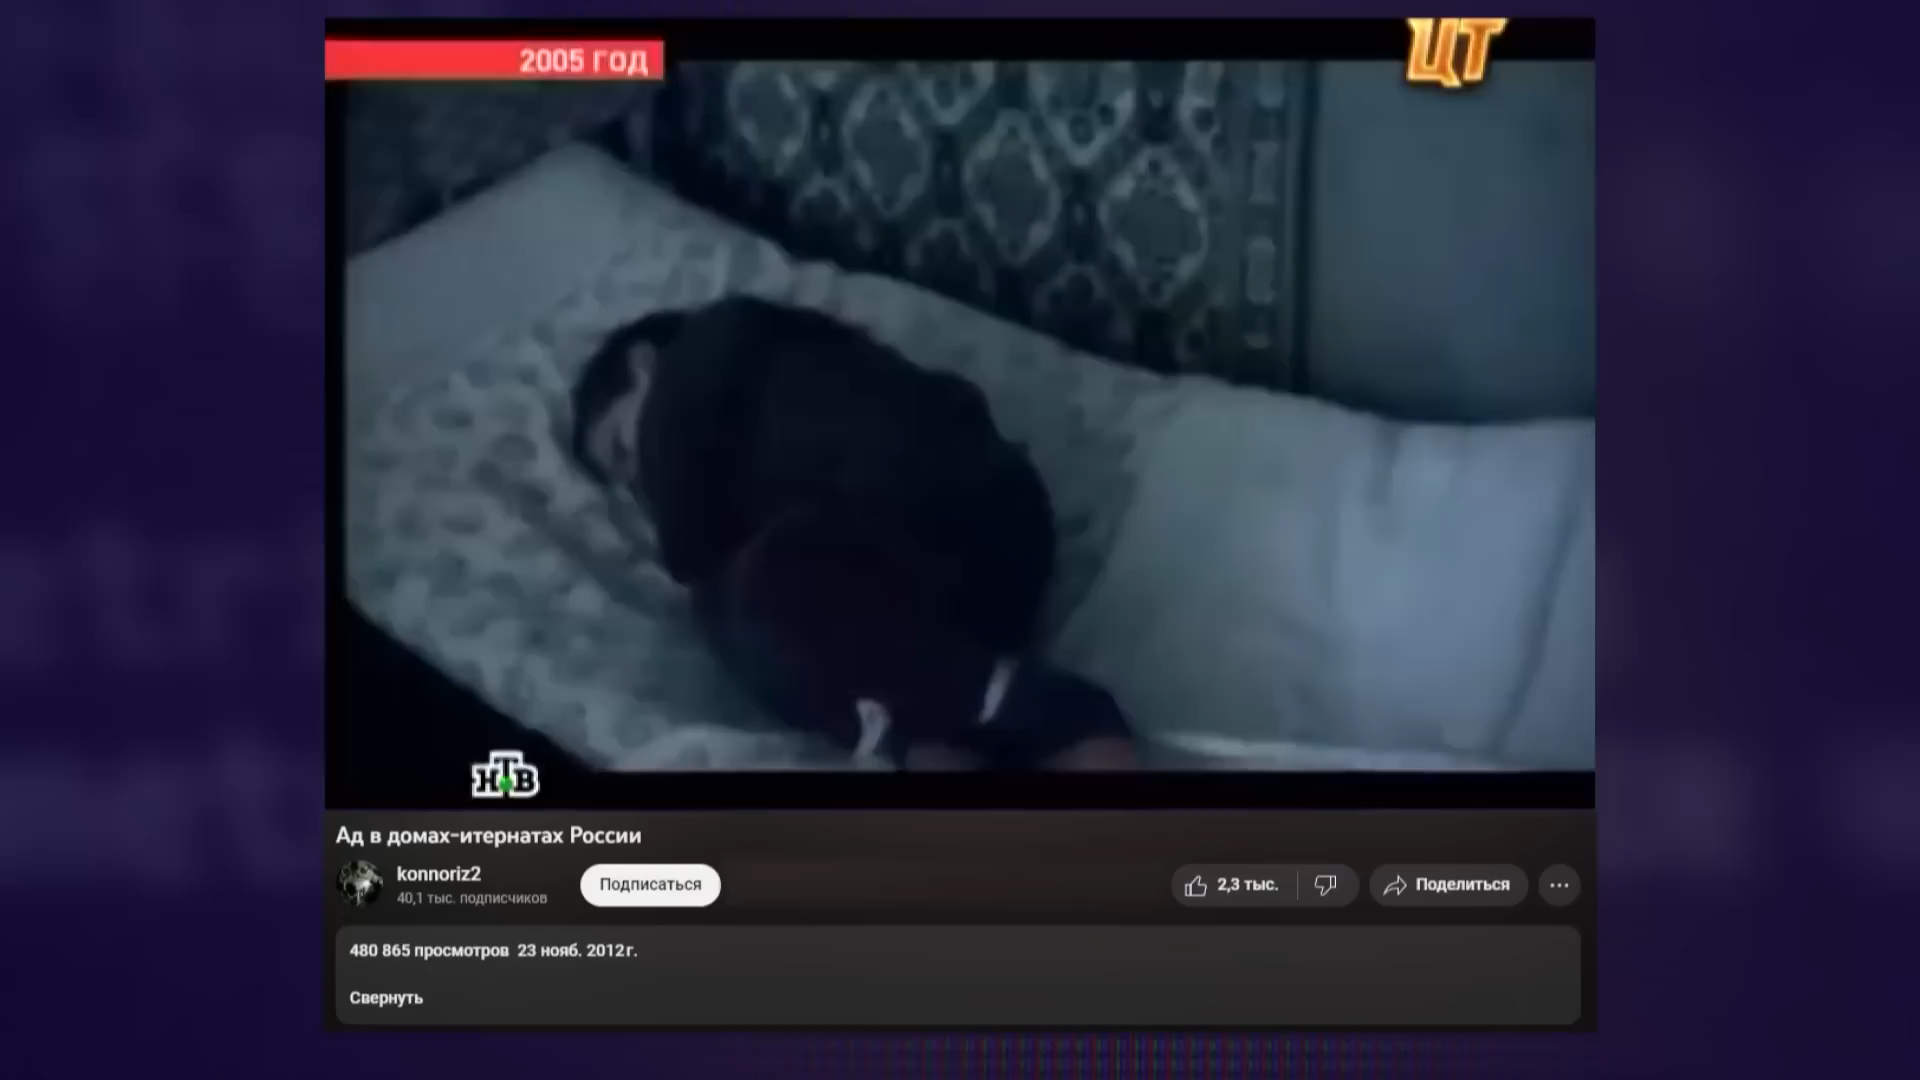 2005 ГОД
ЦТ
НТВ
Ад в домах-итернатах России
konnoriz2
40,1 тыс. подписчиков
Подписаться
2,3 тыс.
Поделиться
480 865 просмотров 23 нояб. 2012 г.
Свернуть